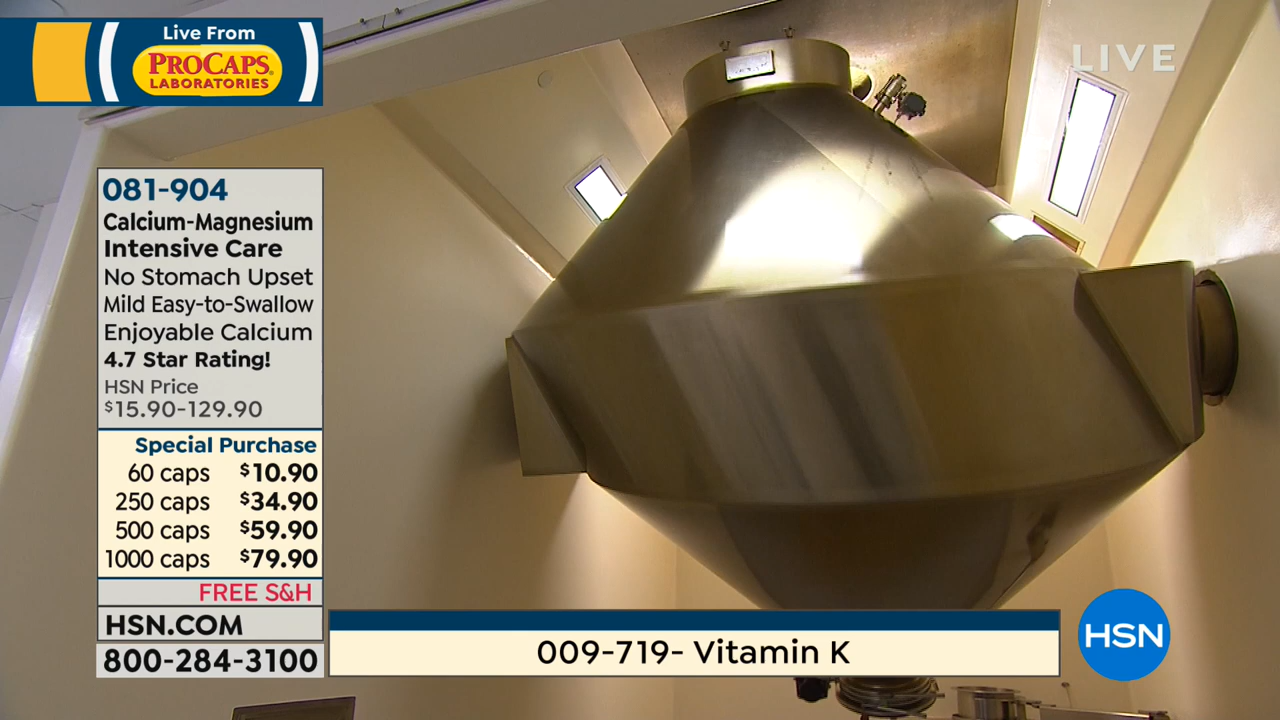 Live From
PROCAPS®
LABORATORIES
LIVE
081-904
Calcium-Magnesium
Intensive Care
No Stomach Upset
Mild Easy-to-Swallow
Enjoyable Calcium
4.7 Star Rating!
HSN Price
$15.90-129.90
Special Purchase
60 caps $10.90
250 caps $34.90
500 caps $59.90
1000 caps $79.90
FREE S&H
HSN.COM
800-284-3100
009-719- Vitamin K
HSN